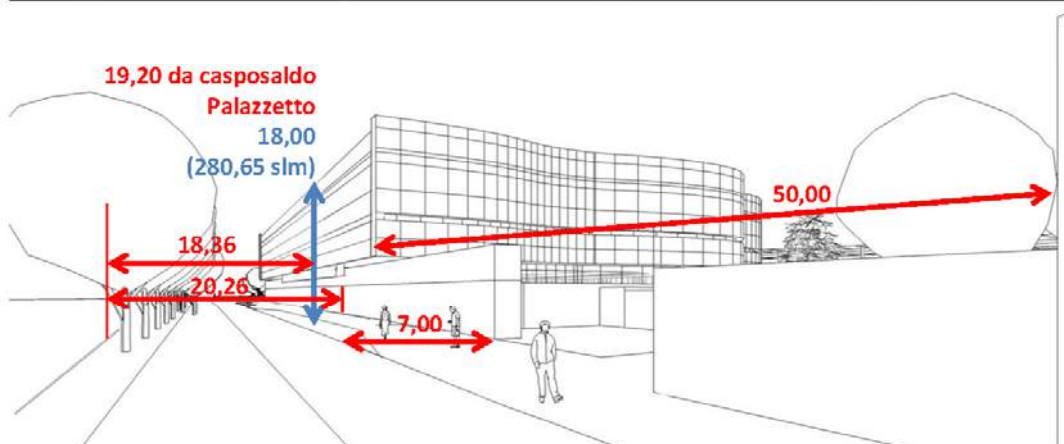 19,20 da casposaldo
Palazzetto
18,00
(280,65 slm)
50,00
18,36
20,26
7,00